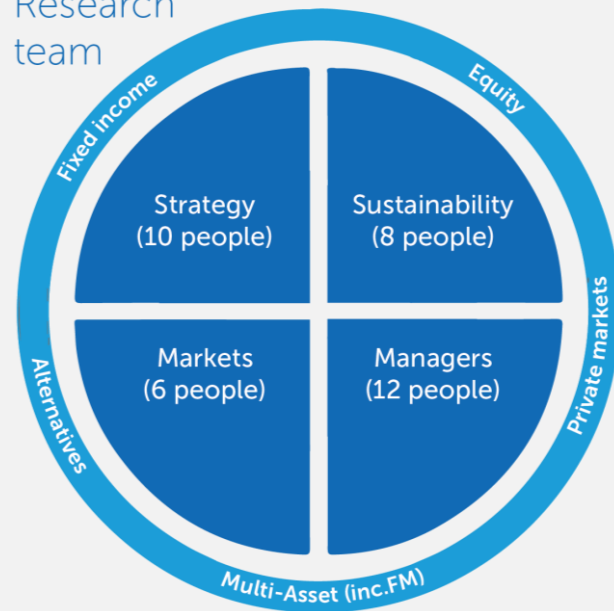 Research
team
Fixed income
Equity
Strategy
(10 people)
Sustainability
(8 people)
Markets
(6 people)
Managers
(12 people)
Alternatives
Private markets
Multi-Asset (inc.FM)